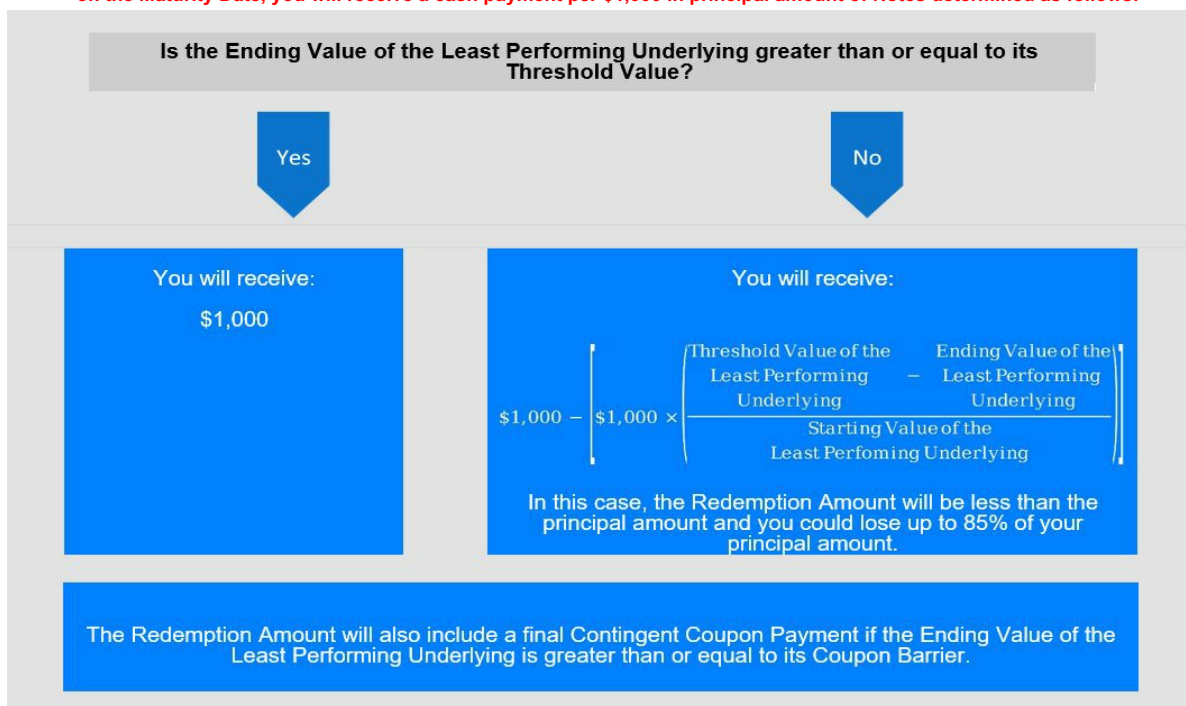 Is the Ending Value of the Least Performing Underlying greater than or equal to its
Threshold Value?
Yes
No
You will receive:
$1,000
You will receive:
$1,000 − [$1,000 × (
Threshold Value of the Ending Value of the
Least Performing − Least Performing
Underlying Underlying
Starting Value of the
Least Perfoming Underlying
)]
In this case, the Redemption Amount will be less than the
principal amount and you could lose up to 85% of your
principal amount.
The Redemption Amount will also include a final Contingent Coupon Payment if the Ending Value of the
Least Performing Underlying is greater than or equal to its Coupon Barrier.